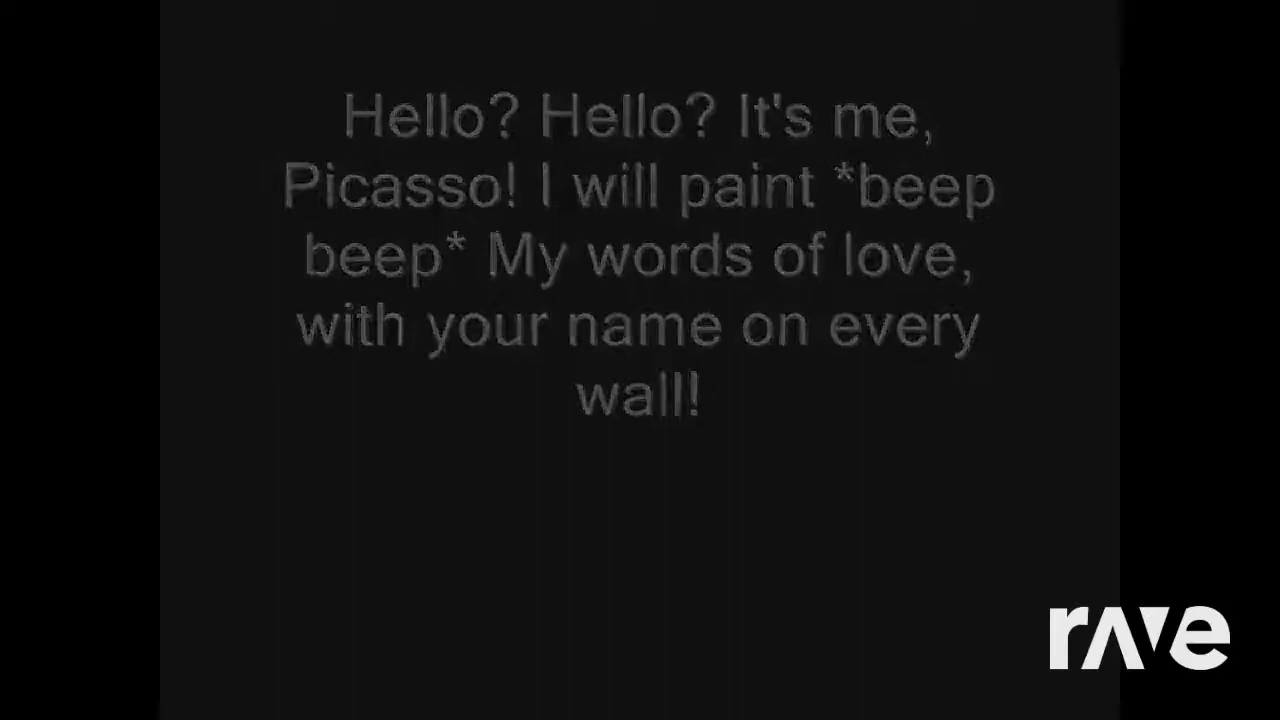 Hello? Hello? It's me,
Picasso! I will paint *beep
beep* My words of love,
with your name on every
wall!
rave